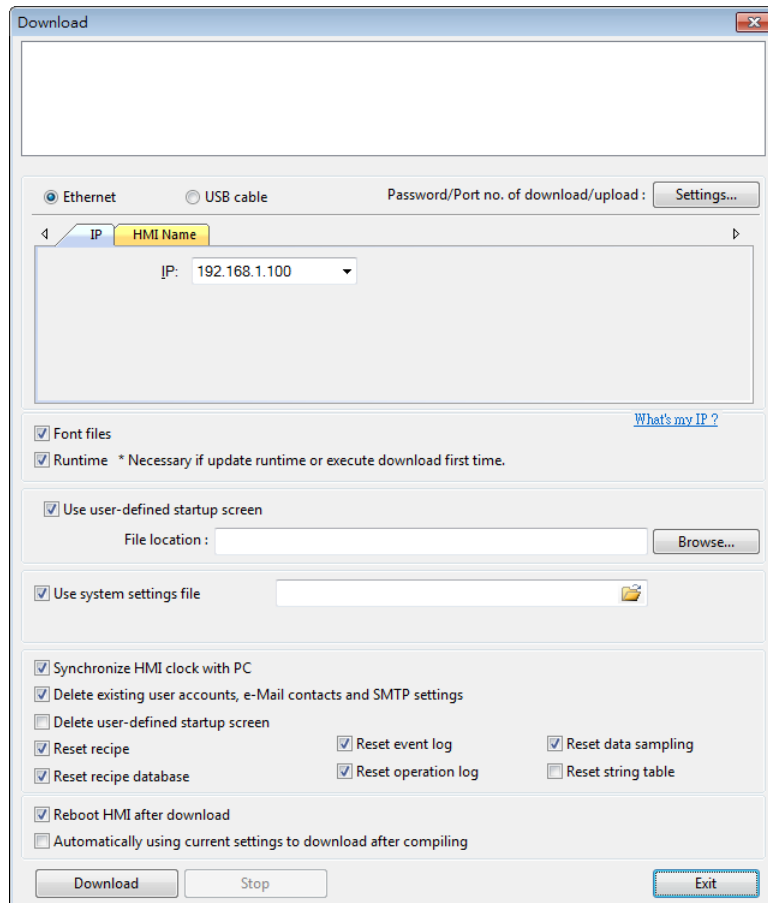 Download
Ethernet USB cable Password/Port no. of download/upload : Settings...
IP HMI Name
IP: 192.168.1.100
What's my IP ?
Font files
Runtime * Necessary if update runtime or execute download first time.
Use user-defined startup screen
File location : Browse...
Use system settings file
Synchronize HMI clock with PC
Delete existing user accounts, e-Mail contacts and SMTP settings
Delete user-defined startup screen
Reset recipe Reset event log Reset data sampling
Reset recipe database Reset operation log Reset string table
Reboot HMI after download
Automatically using current settings to download after compiling
Download Stop Exit